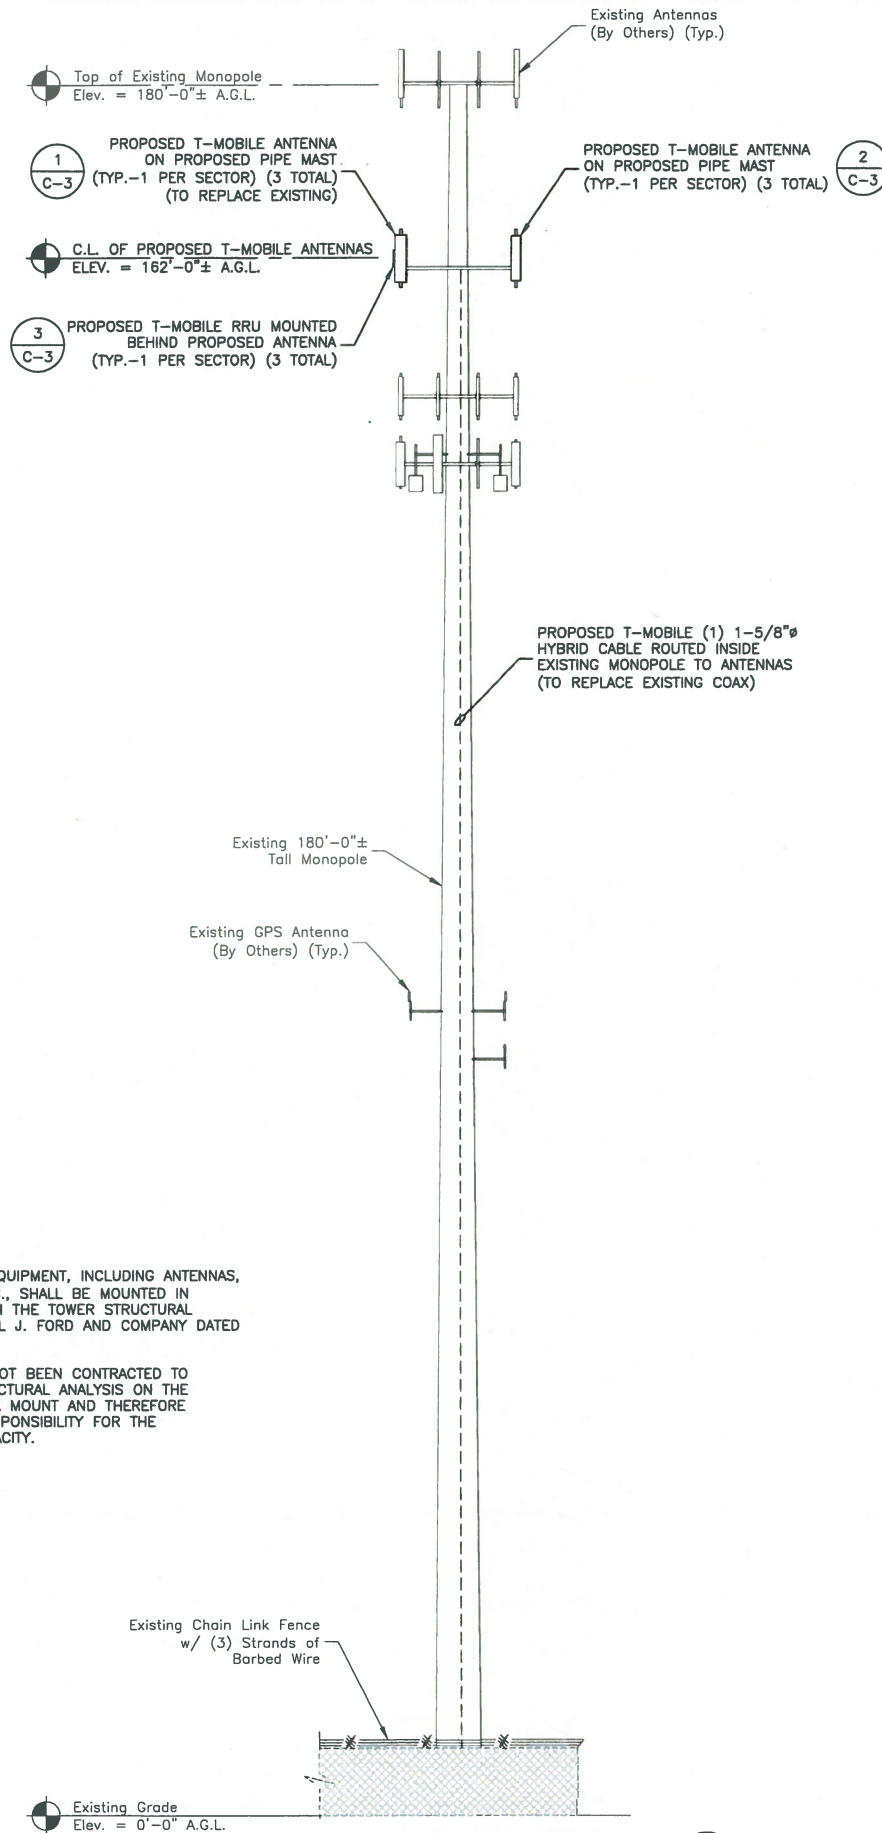 Existing Antennas
(By Others) (Typ.)
Top of Existing Monopole
Elev. = 180'-0"± A.G.L.
1
C-3
PROPOSED T-MOBILE ANTENNA
ON PROPOSED PIPE MAST
(TYP.-1 PER SECTOR) (3 TOTAL)
(TO REPLACE EXISTING)
PROPOSED T-MOBILE ANTENNA
ON PROPOSED PIPE MAST
(TYP.-1 PER SECTOR) (3 TOTAL)
2
C-3
C.L. OF PROPOSED T-MOBILE ANTENNAS
ELEV. = 162'-0"± A.G.L.
3
C-3
PROPOSED T-MOBILE RRU MOUNTED
BEHIND PROPOSED ANTENNA
(TYP.-1 PER SECTOR) (3 TOTAL)
PROPOSED T-MOBILE (1) 1-5/8"ø
HYBRID CABLE ROUTED INSIDE
EXISTING MONOPOLE TO ANTENNAS
(TO REPLACE EXISTING COAX)
Existing 180'-0"±
Tall Monopole
Existing GPS Antenna
(By Others) (Typ.)
QUIPMENT, INCLUDING ANTENNAS,
., SHALL BE MOUNTED IN
THE TOWER STRUCTURAL
L J. FORD AND COMPANY DATED
OT BEEN CONTRACTED TO
CTURAL ANALYSIS ON THE
MOUNT AND THEREFORE
PONSIBILITY FOR THE
ACITY.
Existing Chain Link Fence
w/ (3) Strands of
Barbed Wire
Existing Grade
Elev. = 0'-0" A.G.L.